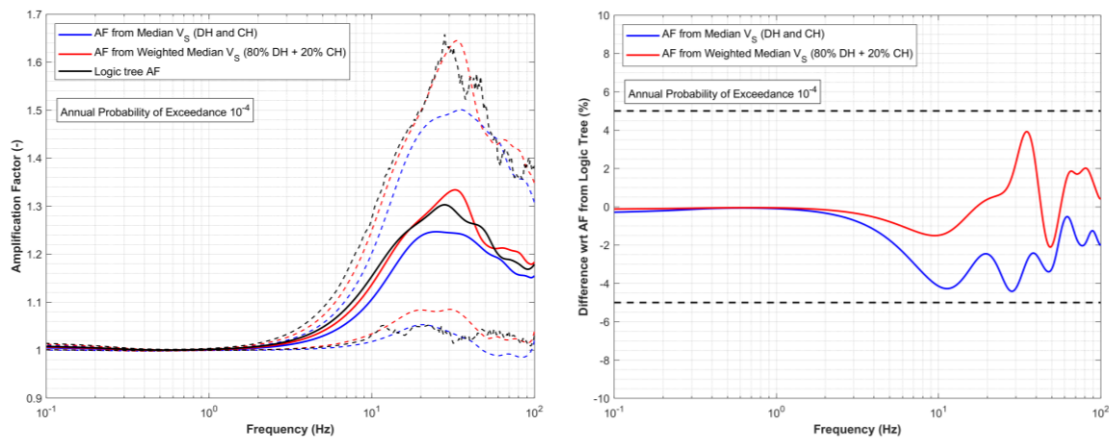 1.7
1.6
1.5
1.4
1.3
1.2
1.1
1
0.9
Amplification Factor (-)
AF from Median V_S (DH and CH)
AF from Weighted Median V_S (80% DH + 20% CH)
Logic tree AF
Annual Probability of Exceedance 10^-4
10^-1
10^0
10^1
10^2
Frequency (Hz)
10
8
6
4
2
0
-2
-4
-6
-8
-10
Difference wrt AF from Logic Tree (%)
AF from Median V_S (DH and CH)
AF from Weighted Median V_S (80% DH + 20% CH)
Annual Probability of Exceedance 10^-4
10^-1
10^0
10^1
10^2
Frequency (Hz)